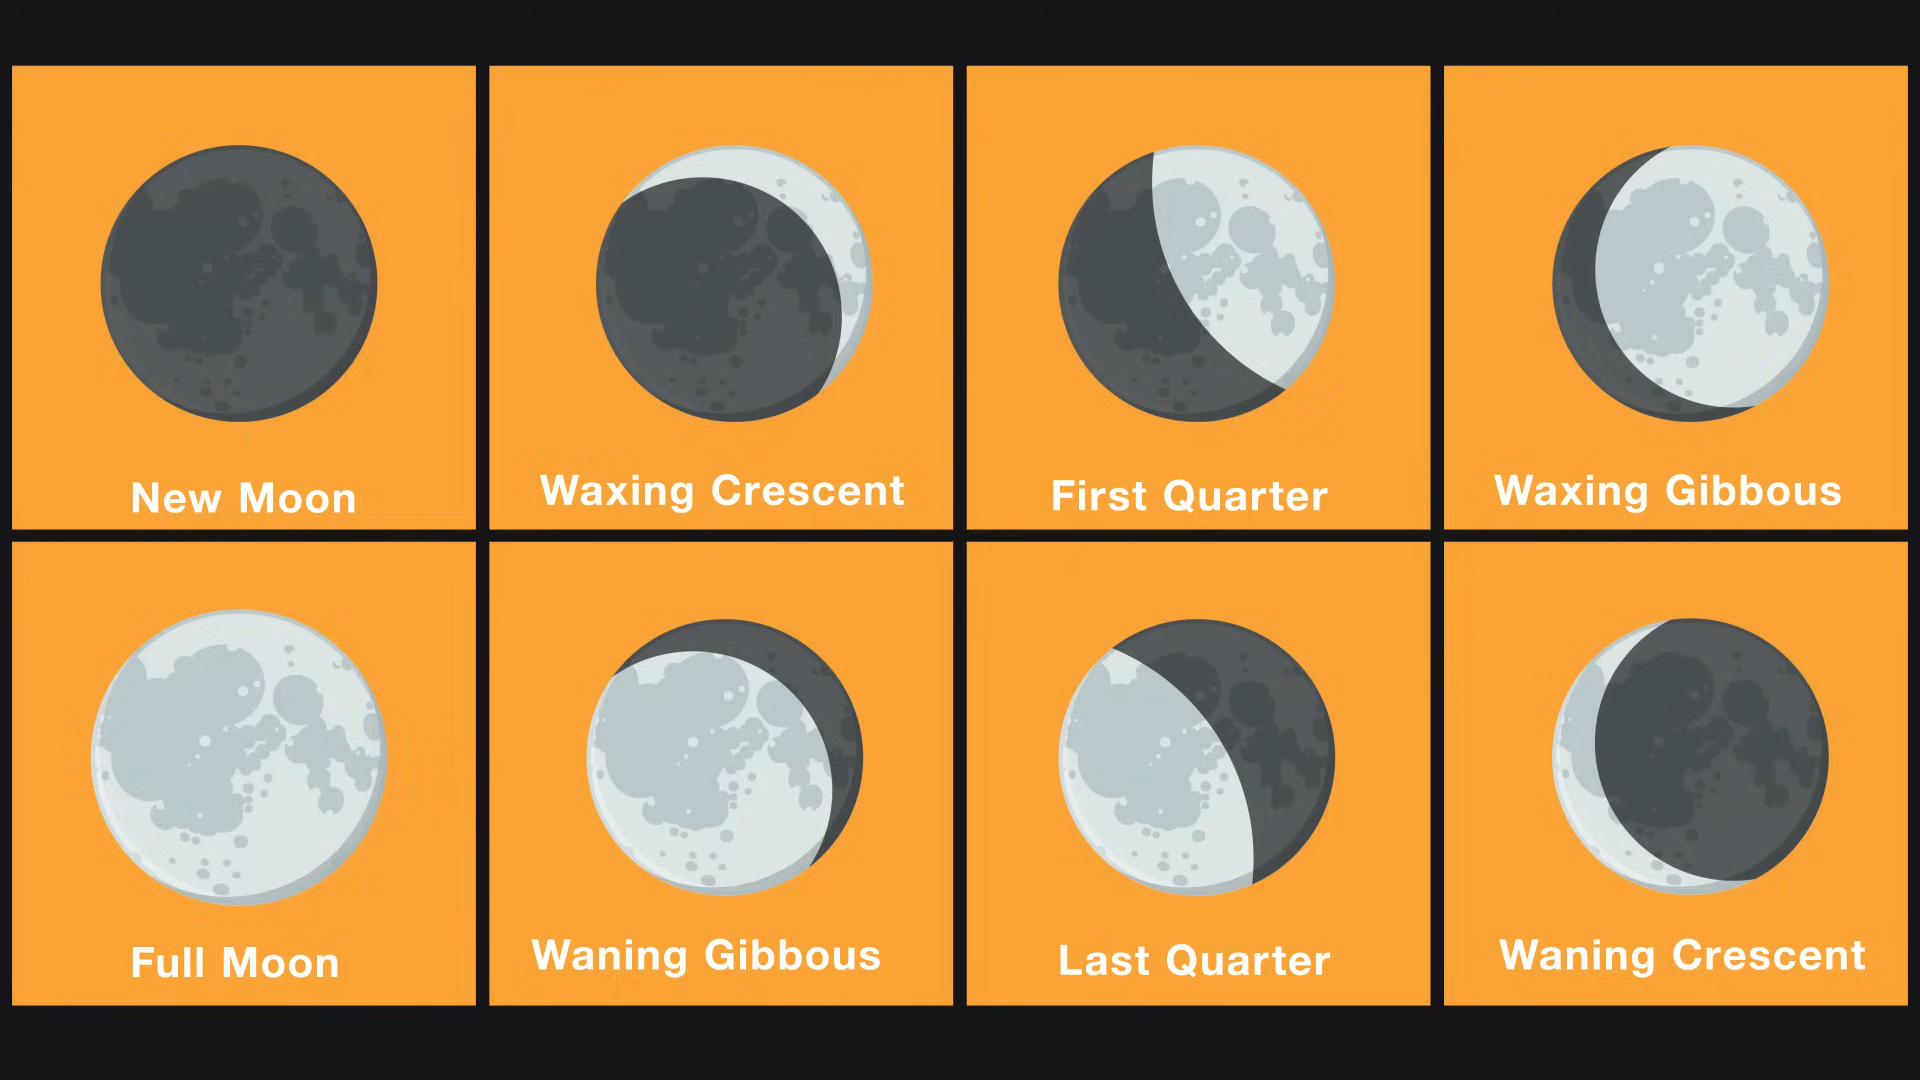 New Moon
Waxing Crescent
First Quarter
Waxing Gibbous
Full Moon
Waning Gibbous
Last Quarter
Waning Crescent